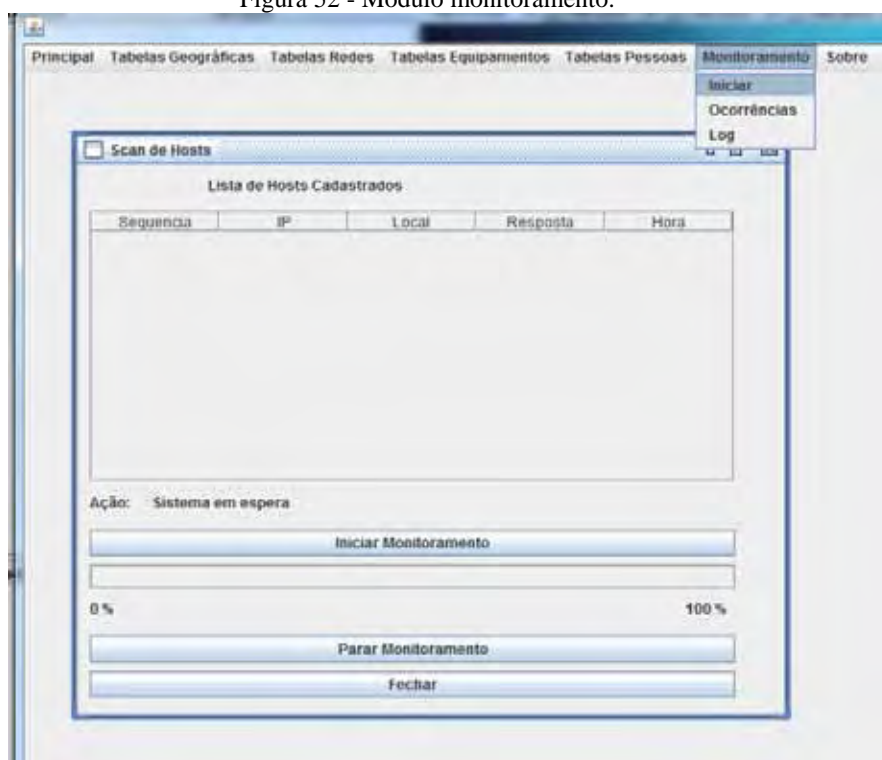 Figura 52 - Módulo monitoramento.
Principal Tabelas Geográficas Tabelas Redes Tabelas Equipamentos Tabelas Pessoas Monitoramento Sobre
Iniciar
Ocorrências
Log
Scan de Hosts
Lista de Hosts Cadastrados
Sequencia IP Local Resposta Hora
Ação: Sistema em espera
Iniciar Monitoramento
0 % 100 %
Parar Monitoramento
Fechar